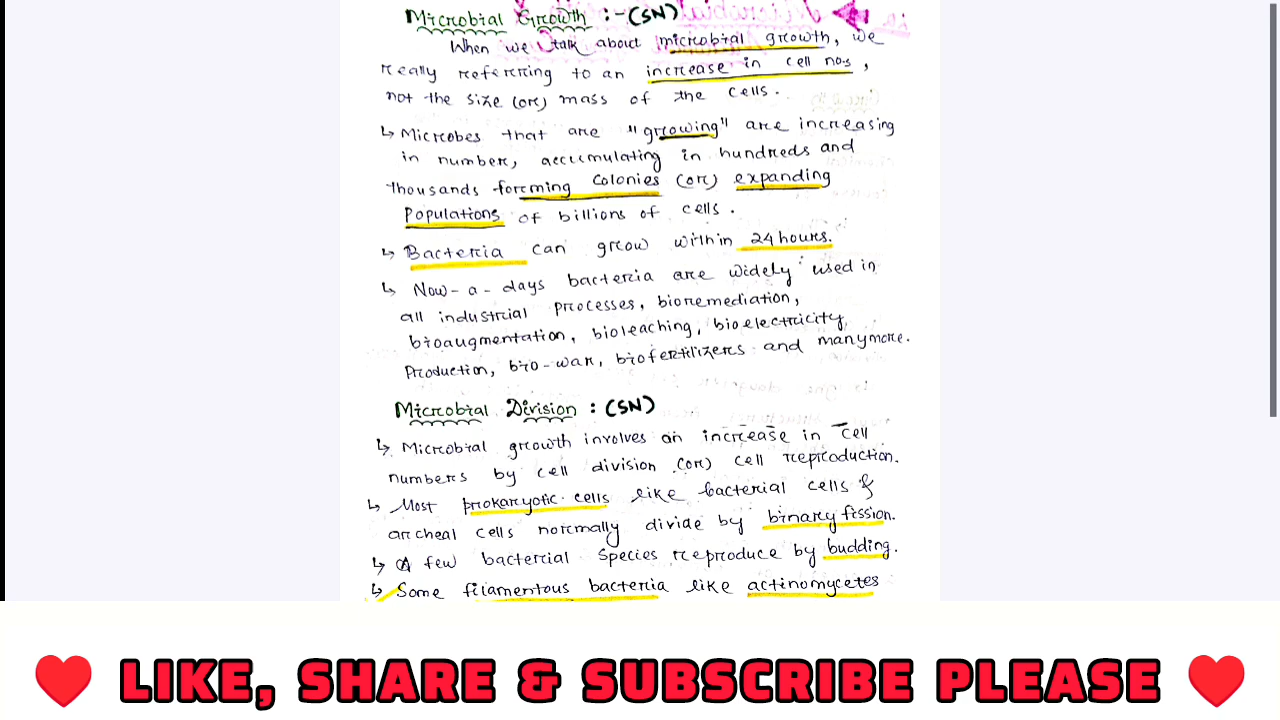 Microbial Growth :- (SN)
When we talk about microbial growth, we
really referring to an increase in cell nos,
not the size (or) mass of the cells.
↳ Microbes that are "growing" are increasing
in number, accumulating in hundreds and
thousands forming colonies (or) expanding
Populations of billions of cells.
↳ Bacteria can grow within 24 hours.
↳ Now-a-days bacteria are widely used in
all industrial processes, bioremediation,
bioaugmentation, bioleaching, bioelectricity
Production, bio-war, biofertilizers and manymore.
Microbial Division : (SN)
↳ Microbial growth involves an increase in cell
numbers by cell division (or) cell reproduction.
↳ Most prokaryotic cells like bacterial cells &
archeal cells normally divide by binary fission.
↳ A few bacterial species reproduce by budding.
↳ Some filamentous bacteria like actinomycetes
❤ LIKE, SHARE & SUBSCRIBE PLEASE ❤